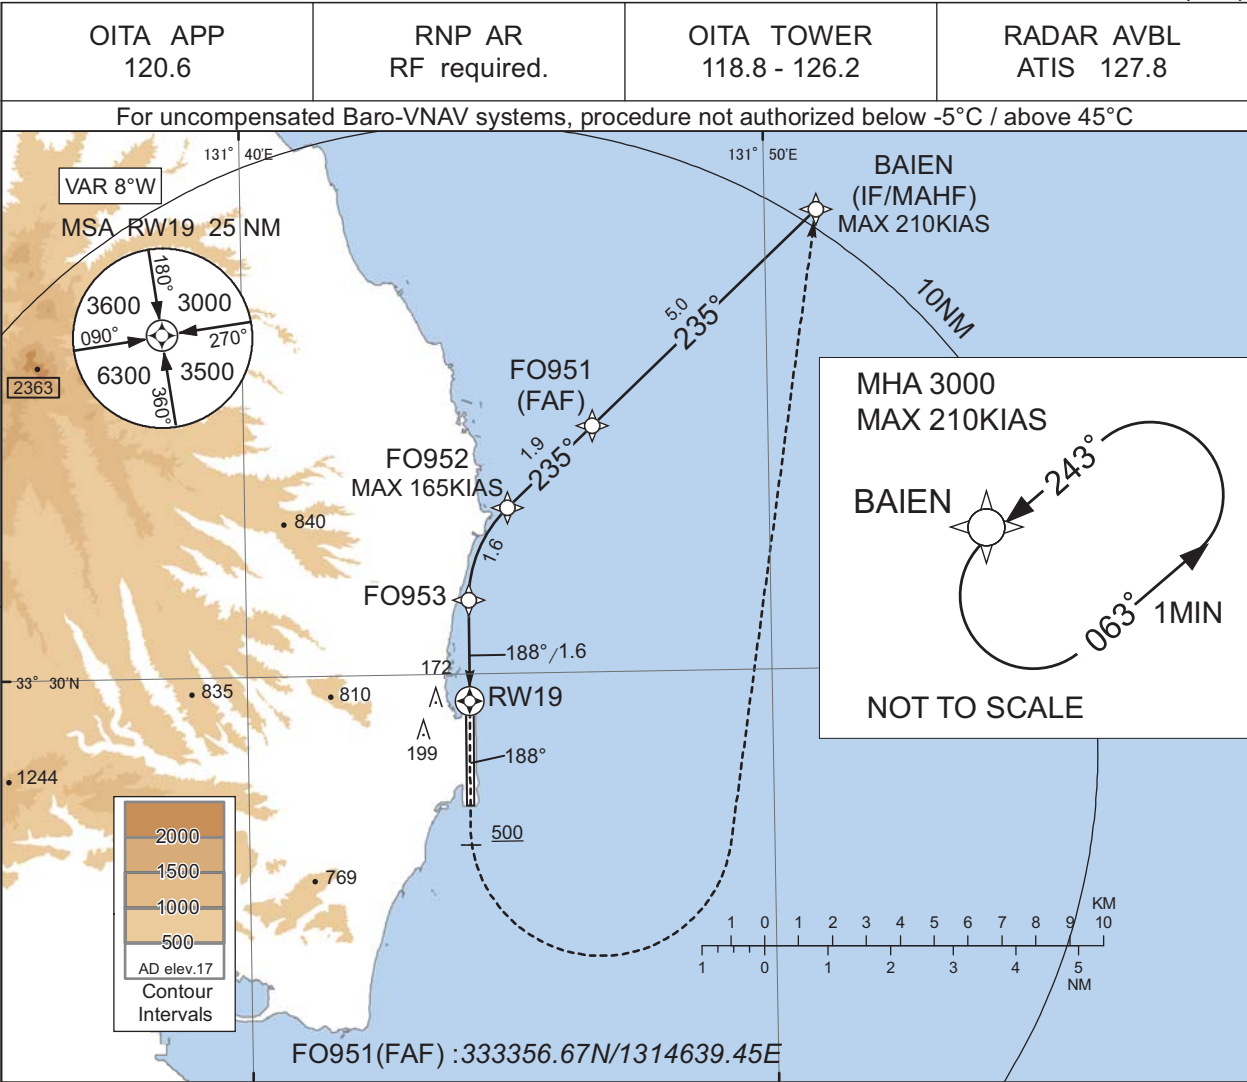 OITA APP
120.6
RNP AR
RF required.
OITA TOWER
118.8 - 126.2
RADAR AVBL
ATIS 127.8
For uncompensated Baro-VNAV systems, procedure not authorized below -5°C / above 45°C
131° 40'E
131° 50'E
VAR 8°W
MSA RW19 25 NM
180°
3600
3000
090°
270°
6300
3500
360°
2363
BAIEN
(IF/MAHF)
MAX 210KIAS
10NM
5.0
235°
FO951
(FAF)
1.9
235°
FO952
MAX 165KIAS
1.6
FO953
840
188°/1.6
172
33° 30'N
835
810
RW19
199
188°
1244
500
769
MHA 3000
MAX 210KIAS
243°
BAIEN
063°
1MIN
NOT TO SCALE
2000
1500
1000
500
AD elev.17
Contour
Intervals
KM
1 0 1 2 3 4 5 6 7 8 9 10
1 0 1 2 3 4 5
NM
FO951(FAF) :333356.67N/1314639.45E